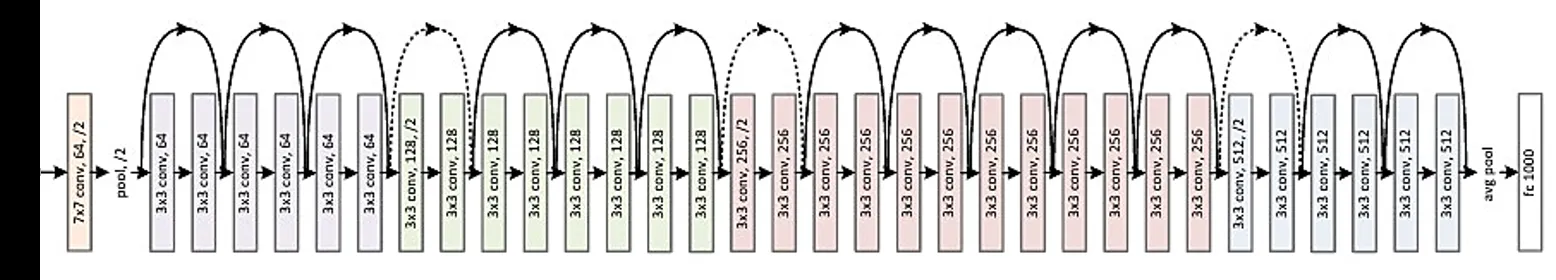 7x7 conv, 64, /2
pool, /2
3x3 conv, 64
3x3 conv, 64
3x3 conv, 64
3x3 conv, 64
3x3 conv, 64
3x3 conv, 64
3x3 conv, 128, /2
3x3 conv, 128
3x3 conv, 128
3x3 conv, 128
3x3 conv, 128
3x3 conv, 128
3x3 conv, 128
3x3 conv, 128
3x3 conv, 256, /2
3x3 conv, 256
3x3 conv, 256
3x3 conv, 256
3x3 conv, 256
3x3 conv, 256
3x3 conv, 256
3x3 conv, 256
3x3 conv, 256
3x3 conv, 256
3x3 conv, 256
3x3 conv, 256
3x3 conv, 512, /2
3x3 conv, 512
3x3 conv, 512
3x3 conv, 512
3x3 conv, 512
3x3 conv, 512
avg pool
fc 1000